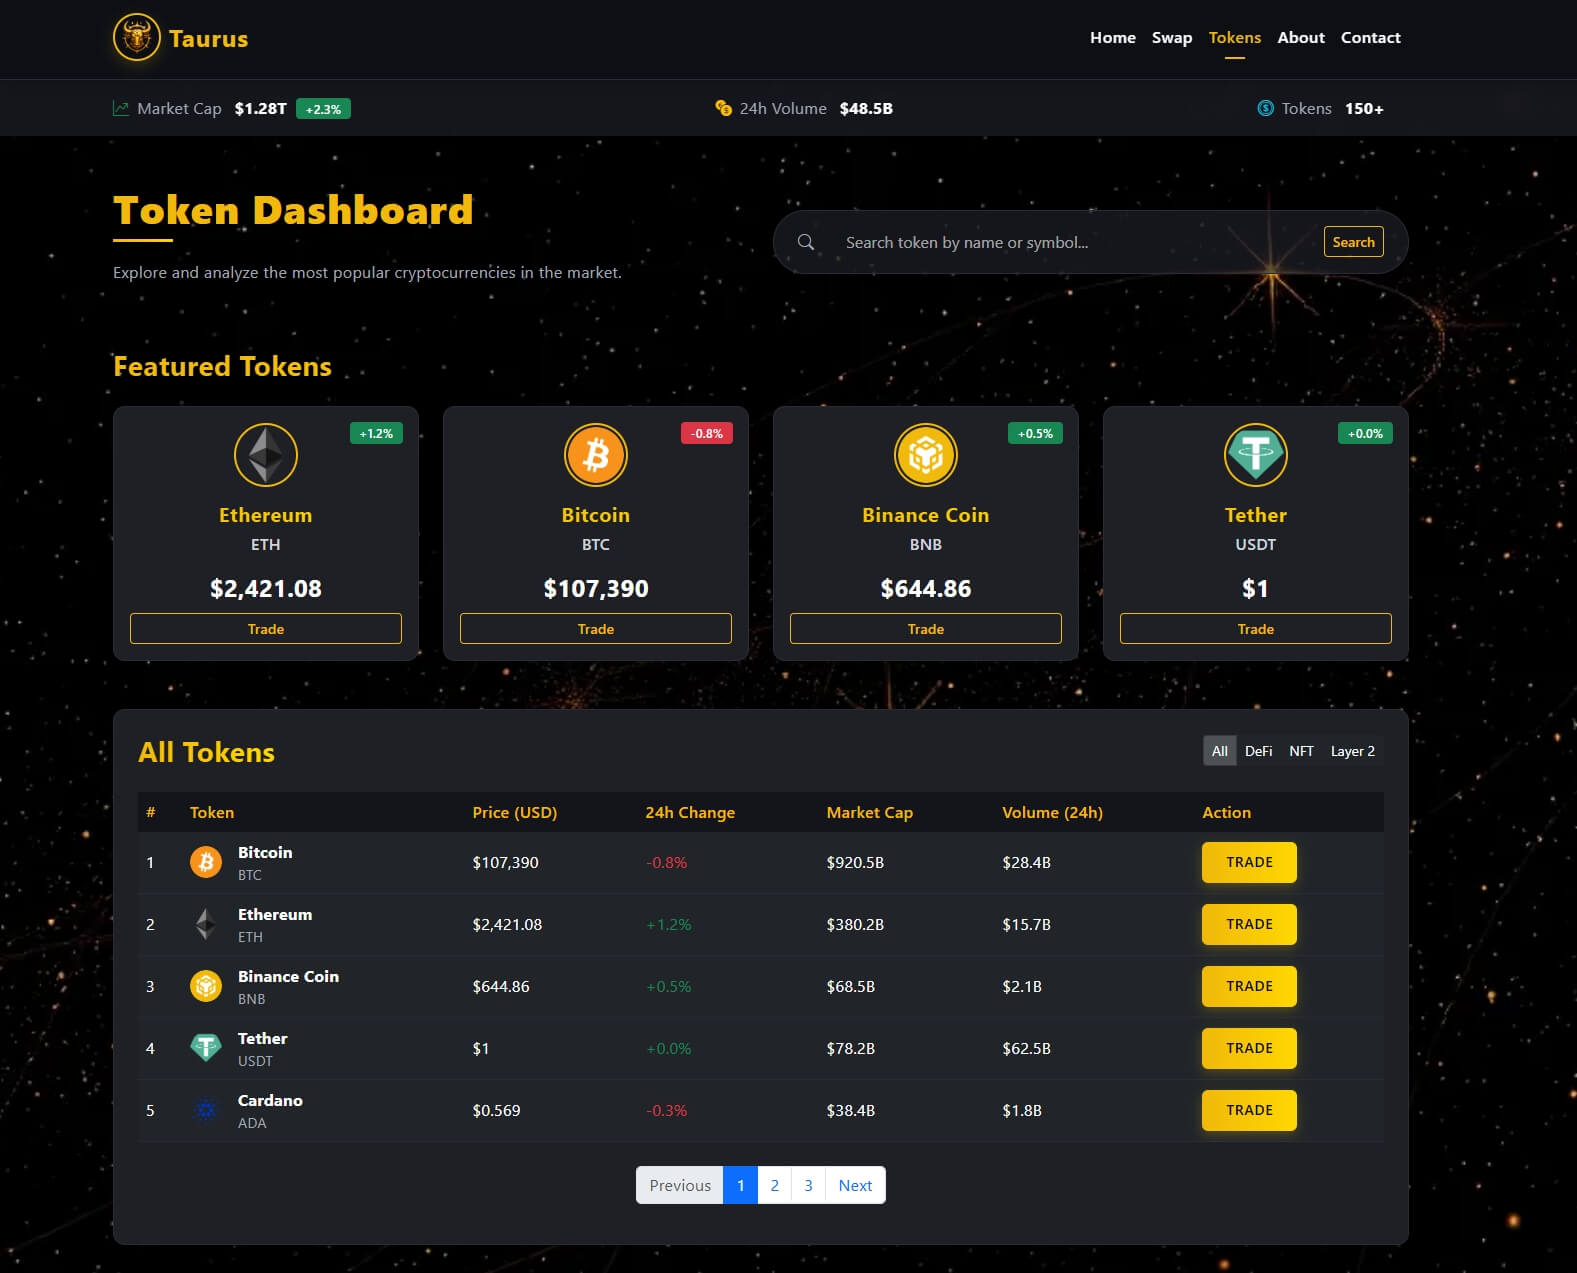 Taurus
Home Swap Tokens About Contact
Market Cap $1.28T +2.3%
24h Volume $48.5B
Tokens 150+
Token Dashboard
Explore and analyze the most popular cryptocurrencies in the market.
Search token by name or symbol... Search
Featured Tokens
+1.2%
Ethereum
ETH
$2,421.08
Trade
-0.8%
Bitcoin
BTC
$107,390
Trade
+0.5%
Binance Coin
BNB
$644.86
Trade
+0.0%
Tether
USDT
$1
Trade
All Tokens
All DeFi NFT Layer 2
# Token Price (USD) 24h Change Market Cap Volume (24h) Action
1 Bitcoin $107,390 -0.8% $920.5B $28.4B TRADE
BTC
2 Ethereum $2,421.08 +1.2% $380.2B $15.7B TRADE
ETH
3 Binance Coin $644.86 +0.5% $68.5B $2.1B TRADE
BNB
4 Tether $1 +0.0% $78.2B $62.5B TRADE
USDT
5 Cardano $0.569 -0.3% $38.4B $1.8B TRADE
ADA
Previous 1 2 3 Next